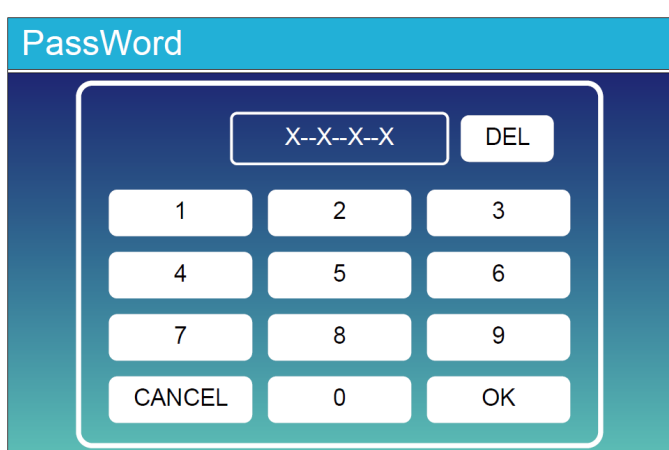 PassWord
X--X--X--X DEL
1 2 3
4 5 6
7 8 9
CANCEL 0 OK